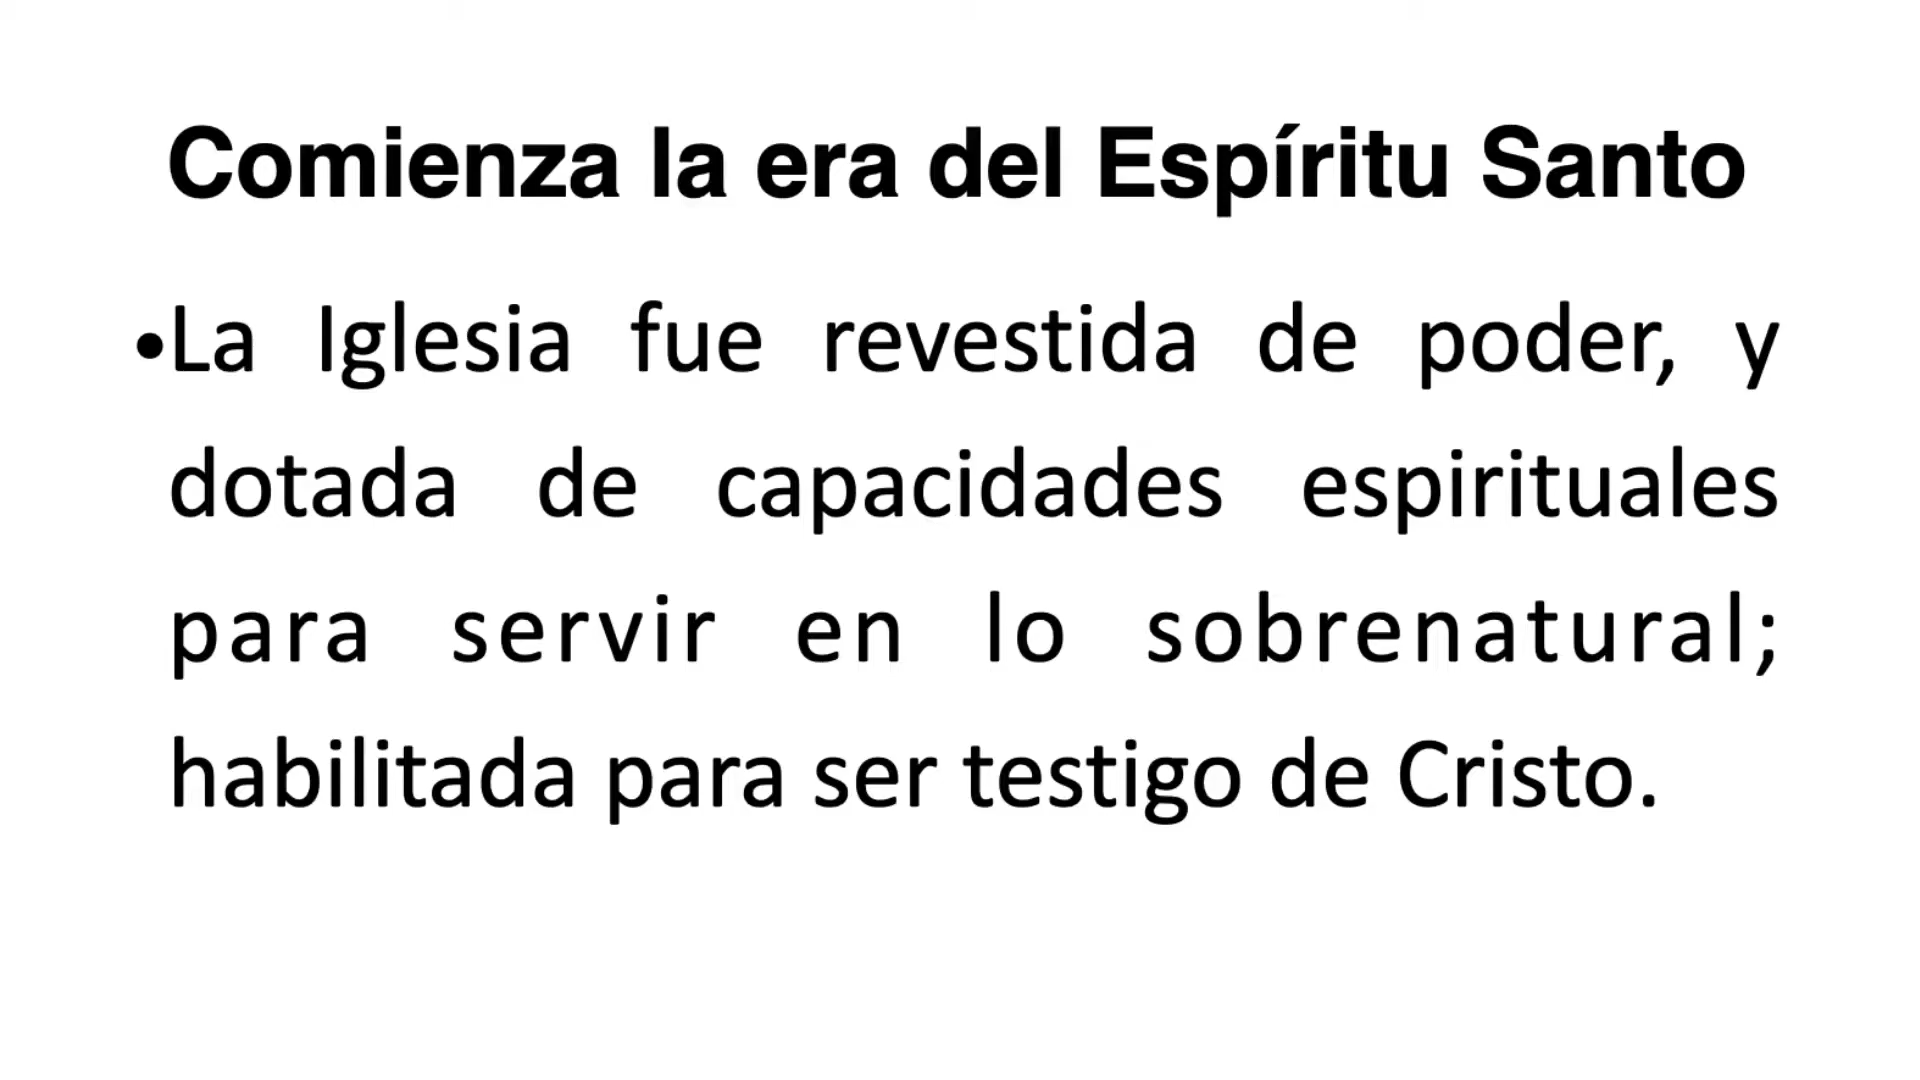 Comienza la era del Espíritu Santo
•La Iglesia fue revestida de poder, y
dotada de capacidades espirituales
para servir en lo sobrenatural;
habilitada para ser testigo de Cristo.